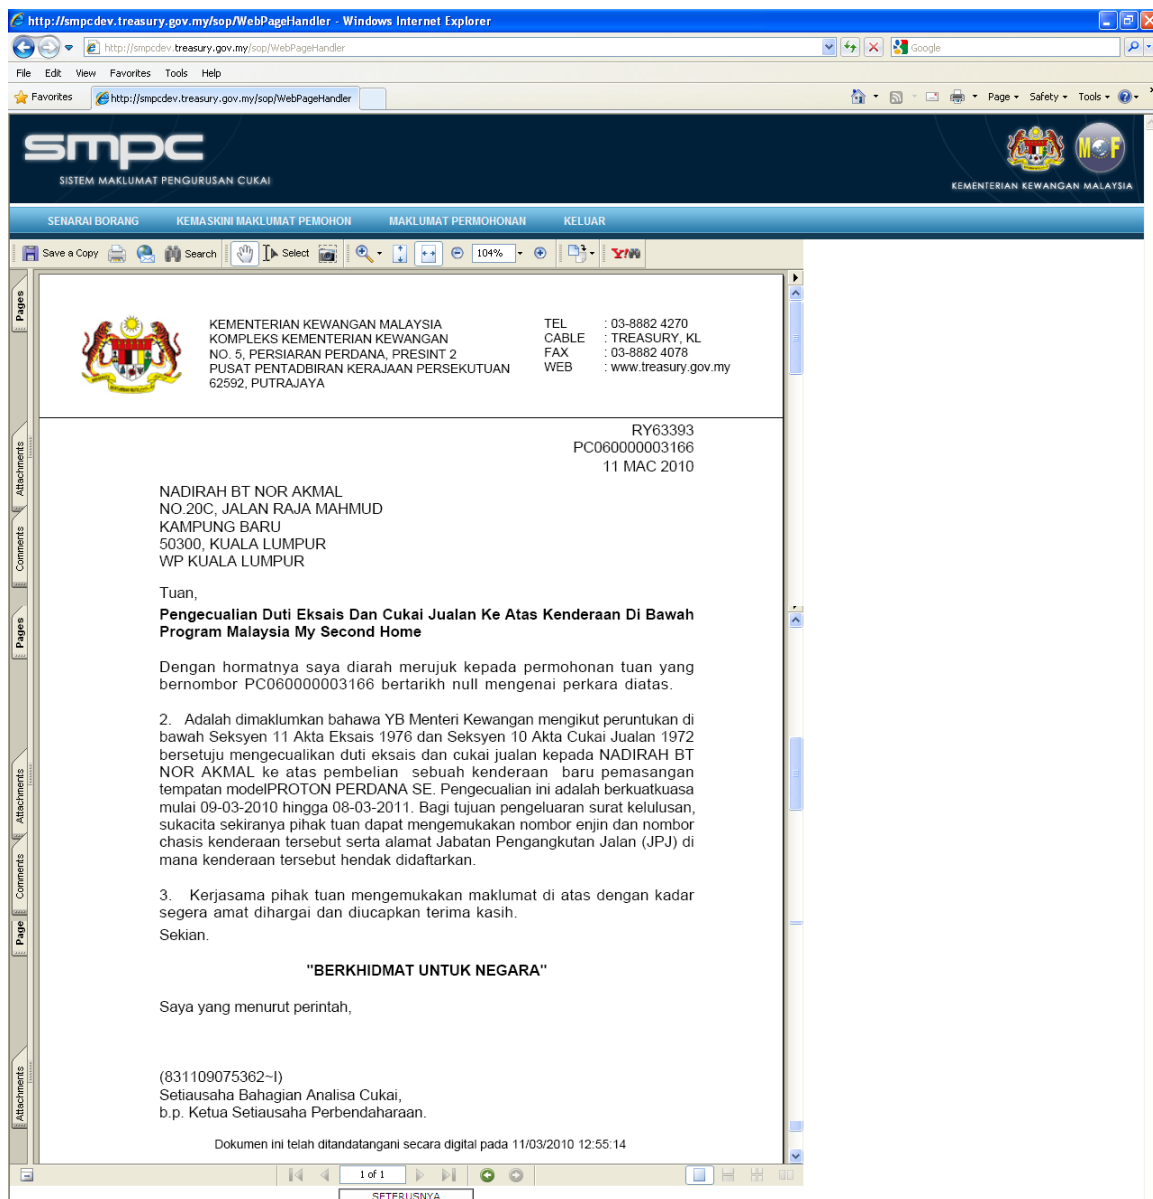 http://smpcdev.treasury.gov.my/sop/WebPageHandler - Windows Internet Explorer
http://smpcdev.treasury.gov.my/sop/WebPageHandler
Google
File Edit View Favorites Tools Help
Favorites http://smpcdev.treasury.gov.my/sop/WebPageHandler Page Safety Tools
smpc
SISTEM MAKLUMAT PENGURUSAN CUKAI
MOF
KEMENTERIAN KEWANGAN MALAYSIA
SENARAI BORANG KEMASKINI MAKLUMAT PEMOHON MAKLUMAT PERMOHONAN KELUAR
Save a Copy Search Select 104% Y!
Pages
Attachments
Comments
Pages
Attachments
Comments
Page
Attachments
KEMENTERIAN KEWANGAN MALAYSIA
KOMPLEKS KEMENTERIAN KEWANGAN
NO. 5, PERSIARAN PERDANA, PRESINT 2
PUSAT PENTADBIRAN KERAJAAN PERSEKUTUAN
62592, PUTRAJAYA
TEL : 03-8882 4270
CABLE : TREASURY, KL
FAX : 03-8882 4078
WEB : www.treasury.gov.my
RY63393
PC060000003166
11 MAC 2010
NADIRAH BT NOR AKMAL
NO.20C, JALAN RAJA MAHMUD
KAMPUNG BARU
50300, KUALA LUMPUR
WP KUALA LUMPUR
Tuan,
Pengecualian Duti Eksais Dan Cukai Jualan Ke Atas Kenderaan Di Bawah
Program Malaysia My Second Home
Dengan hormatnya saya diarah merujuk kepada permohonan tuan yang
bernombor PC060000003166 bertarikh null mengenai perkara diatas.
2. Adalah dimaklumkan bahawa YB Menteri Kewangan mengikut peruntukan di
bawah Seksyen 11 Akta Eksais 1976 dan Seksyen 10 Akta Cukai Jualan 1972
bersetuju mengecualikan duti eksais dan cukai jualan kepada NADIRAH BT
NOR AKMAL ke atas pembelian sebuah kenderaan baru pemasangan
tempatan modelPROTON PERDANA SE. Pengecualian ini adalah berkuatkuasa
mulai 09-03-2010 hingga 08-03-2011. Bagi tujuan pengeluaran surat kelulusan,
sukacita sekiranya pihak tuan dapat mengemukakan nombor enjin dan nombor
chasis kenderaan tersebut serta alamat Jabatan Pengangkutan Jalan (JPJ) di
mana kenderaan tersebut hendak didaftarkan.
3. Kerjasama pihak tuan mengemukakan maklumat di atas dengan kadar
segera amat dihargai dan diucapkan terima kasih.
Sekian.
"BERKHIDMAT UNTUK NEGARA"
Saya yang menurut perintah,
(831109075362~I)
Setiausaha Bahagian Analisa Cukai,
b.p. Ketua Setiausaha Perbendaharaan.
Dokumen ini telah ditandatangani secara digital pada 11/03/2010 12:55:14
1 of 1
SETERUSNYA